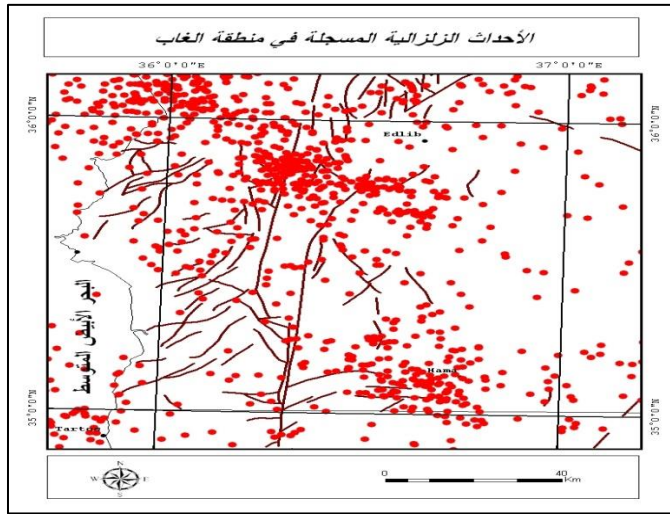 الأحداث الزلزالية المسجلة في منطقة الغاب
36°0'0"E
37°0'0"E
36°0'0"N
36°0'0"N
Edlib
البحر الأبيض المتوسط
Hama
35°0'0"N
35°0'0"N
N
W
E
S
0
40
Km